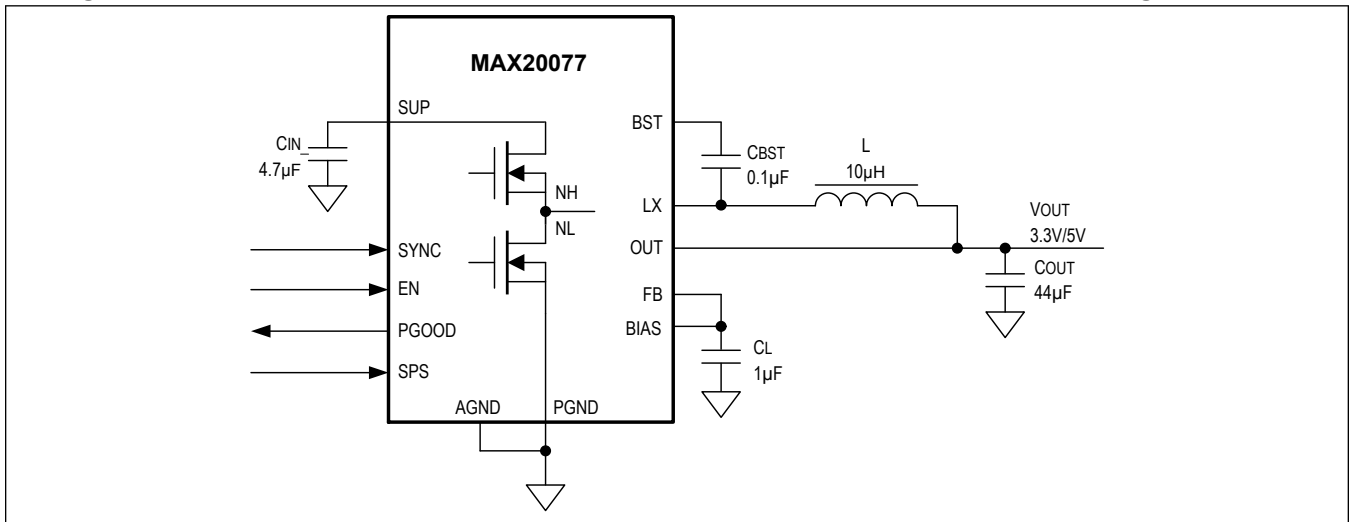 MAX20077
SUP
CIN_
4.7µF
SYNC
EN
PGOOD
SPS
NH
NL
AGND
PGND
BST
LX
OUT
FB
BIAS
CBST
0.1µF
L
10µH
VOUT
3.3V/5V
COUT
44µF
CL
1µF